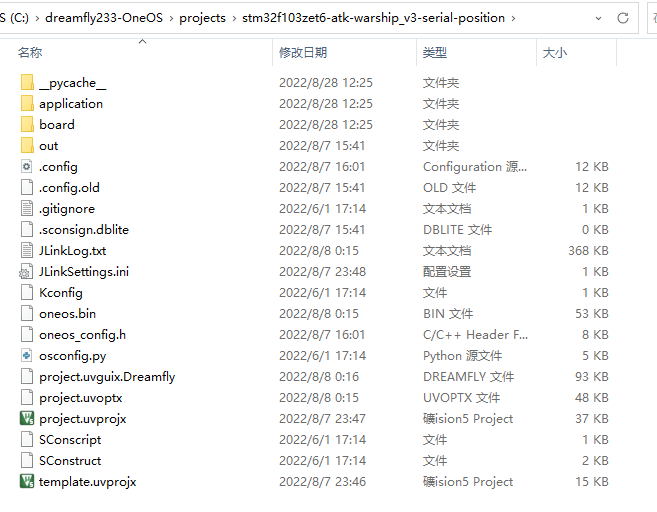 S (C:) › dreamfly233-OneOS › projects › stm32f103zet6-atk-warship_v3-serial-position ›
名称 修改日期 类型 大小
__pycache__ 2022/8/28 12:25 文件夹
application 2022/8/28 12:25 文件夹
board 2022/8/28 12:25 文件夹
out 2022/8/7 15:41 文件夹
.config 2022/8/7 16:01 Configuration 源... 12 KB
.config.old 2022/8/7 15:41 OLD 文件 12 KB
.gitignore 2022/6/1 17:14 文本文档 1 KB
.sconsign.dblite 2022/8/7 15:41 DBLITE 文件 0 KB
JLinkLog.txt 2022/8/8 0:15 文本文档 368 KB
JLinkSettings.ini 2022/8/7 23:48 配置设置 1 KB
Kconfig 2022/6/1 17:14 文件 1 KB
oneos.bin 2022/8/8 0:15 BIN 文件 53 KB
oneos_config.h 2022/8/7 16:01 C/C++ Header F... 8 KB
osconfig.py 2022/6/1 17:14 Python 源文件 5 KB
project.uvguix.Dreamfly 2022/8/8 0:16 DREAMFLY 文件 93 KB
project.uvoptx 2022/8/8 0:15 UVOPTX 文件 48 KB
project.uvprojx 2022/8/7 23:47 礦ision5 Project 37 KB
SConscript 2022/6/1 17:14 文件 1 KB
SConstruct 2022/6/1 17:14 文件 2 KB
template.uvprojx 2022/8/7 23:46 礦ision5 Project 15 KB